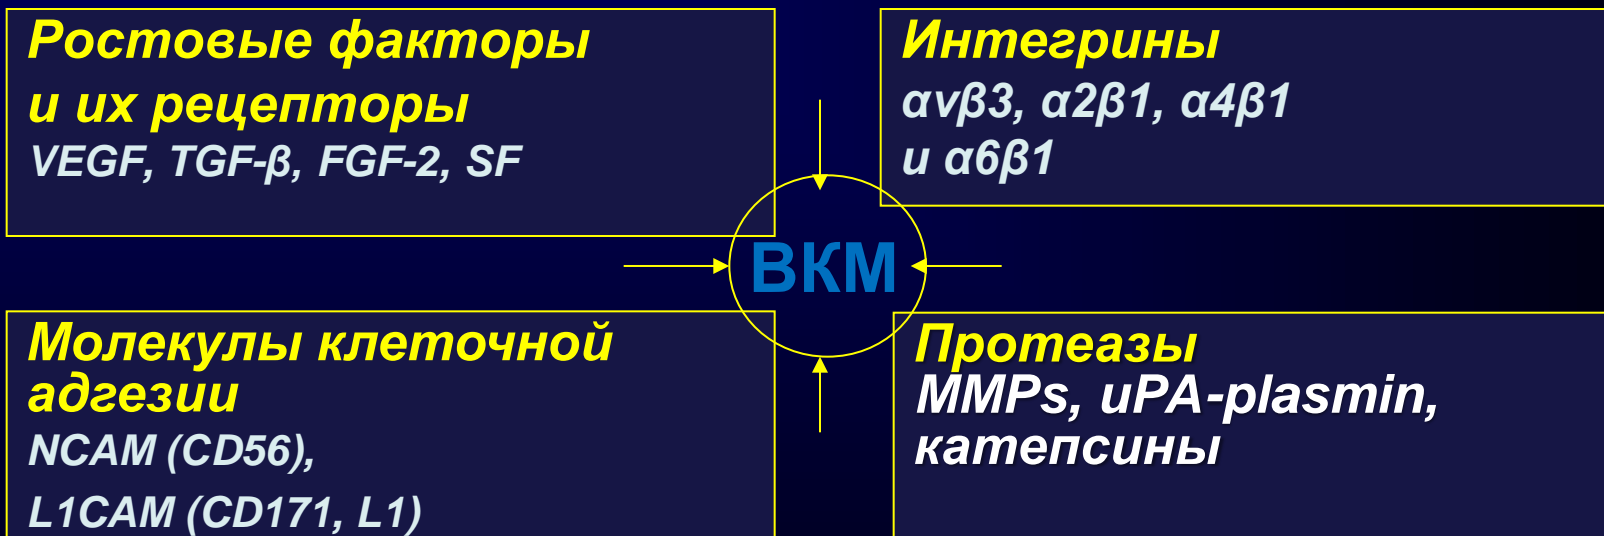 Ростовые факторы
и их рецепторы
VEGF, TGF-β, FGF-2, SF
Интегрины
αvβ3, α2β1, α4β1
и α6β1
ВКМ
Молекулы клеточной
адгезии
NCAM (CD56),
L1CAM (CD171, L1)
Протеазы
MMPs, uPA-plasmin,
катепсины